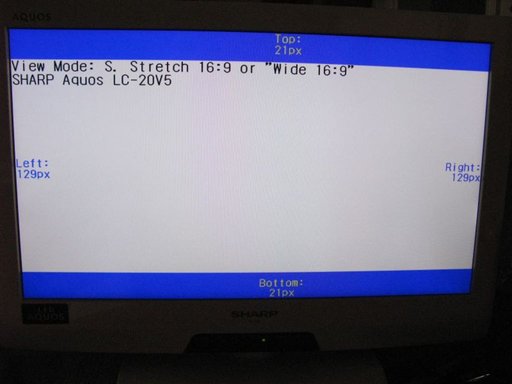 AQUOS
Top:
21px
View Mode: S. Stretch 16:9 or "Wide 16:9"
SHARP Aquos LC-20V5
Left:
129px
Right:
129px
Bottom:
21px
AQUOS
SHARP